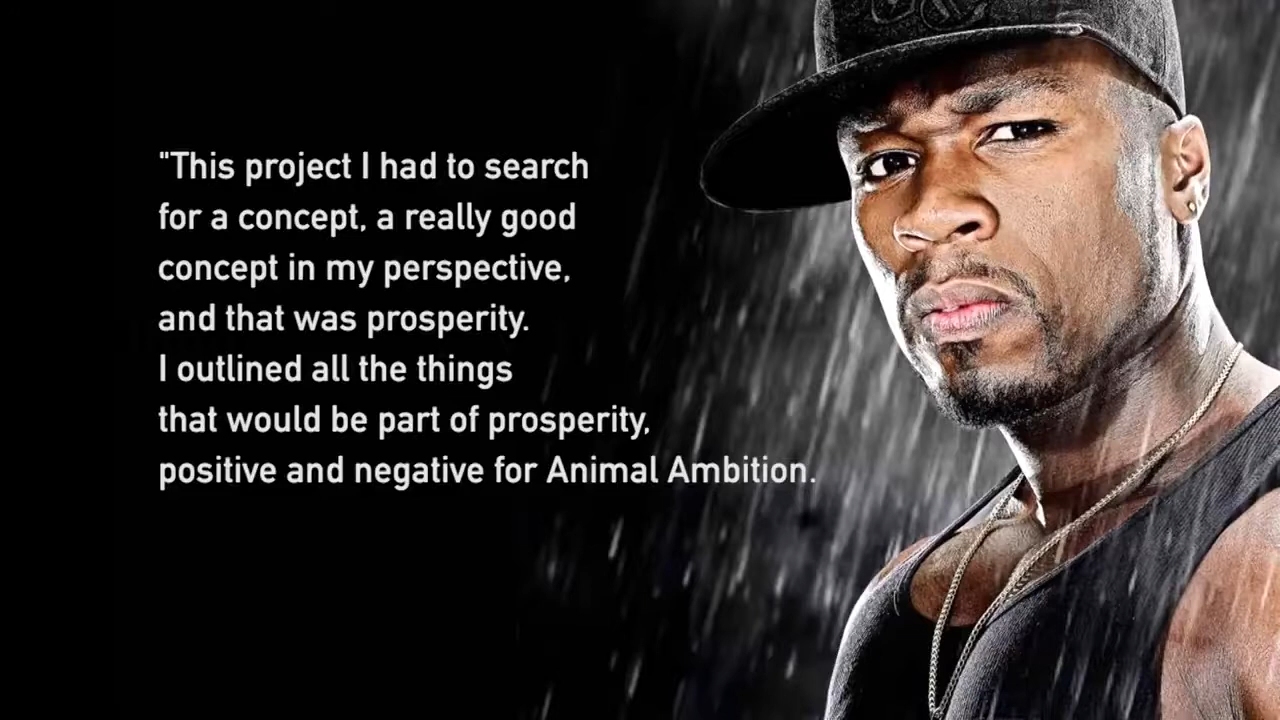 "This project I had to search
for a concept, a really good
concept in my perspective,
and that was prosperity.
I outlined all the things
that would be part of prosperity,
positive and negative for Animal Ambition.